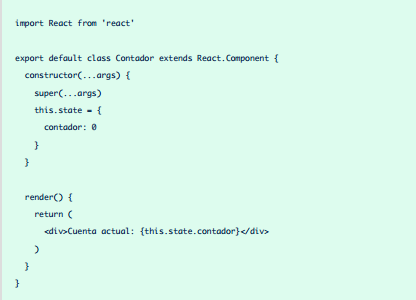 import React from 'react'
export default class Contador extends React.Component {
constructor(...args) {
super(...args)
this.state = {
contador: 0
}
}
render() {
return (
<div>Cuenta actual: {this.state.contador}</div>
)
}
}